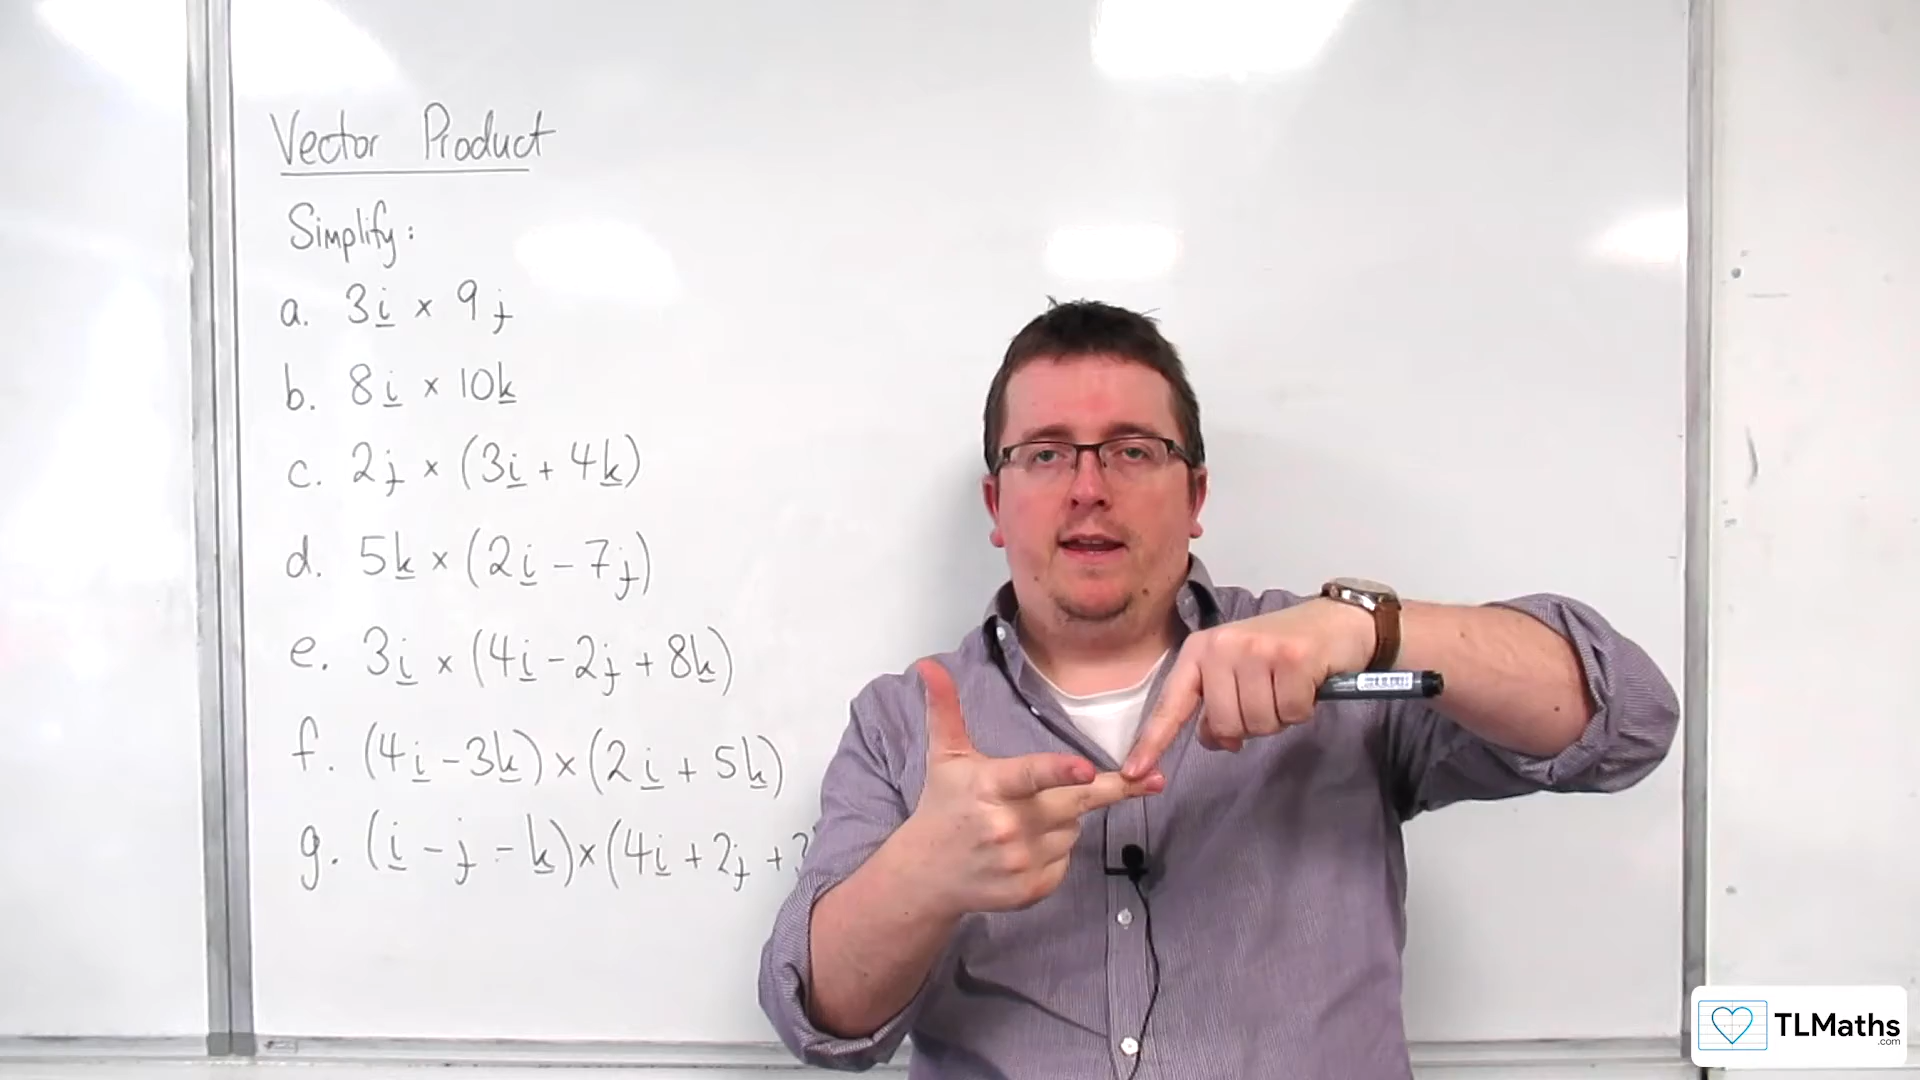 Vector Product
Simplify:
a. 3i × 9j
b. 8i × 10k
c. 2j × (3i + 4k)
d. 5k × (2i - 7j)
e. 3i × (4i - 2j + 8k)
f. (4i - 3k) × (2i + 5k)
g. (i - j - k) × (4i + 2j + 3
TLMaths
.com